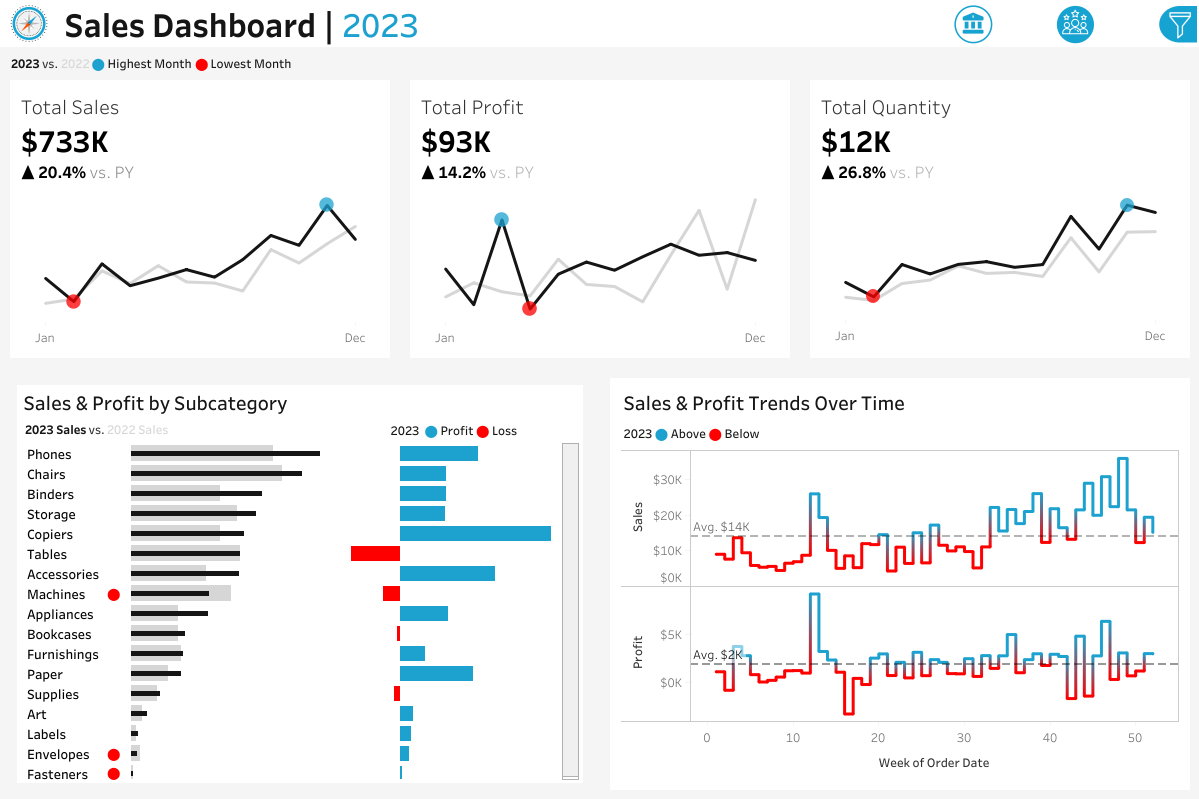 Sales Dashboard | 2023
2023 vs. 2022 Highest Month Lowest Month
Total Sales
$733K
▲ 20.4% vs. PY
Jan Dec
Total Profit
$93K
▲ 14.2% vs. PY
Jan Dec
Total Quantity
$12K
▲ 26.8% vs. PY
Jan Dec
Sales & Profit by Subcategory
2023 Sales vs. 2022 Sales
2023 Profit Loss
Phones
Chairs
Binders
Storage
Copiers
Tables
Accessories
Machines
Appliances
Bookcases
Furnishings
Paper
Supplies
Art
Labels
Envelopes
Fasteners
Sales & Profit Trends Over Time
2023 Above Below
Sales
$30K
$20K
Avg. $14K
$10K
$0K
Profit
$5K
Avg. $2K
$0K
0 10 20 30 40 50
Week of Order Date